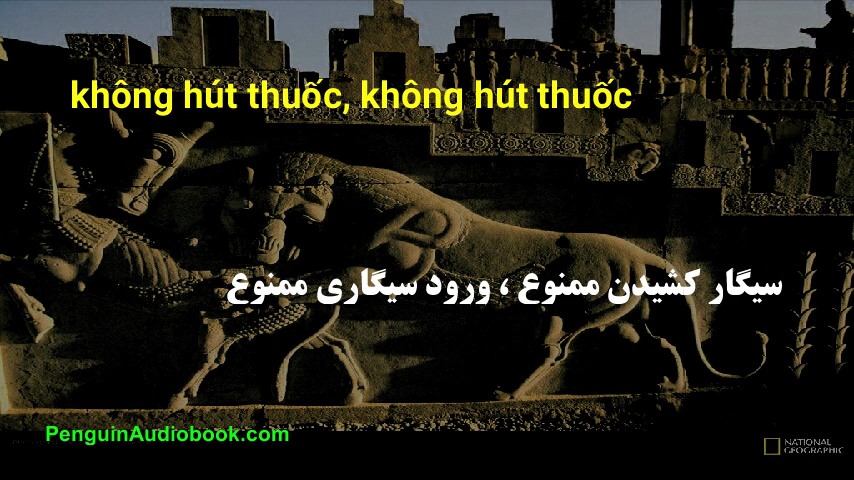 không hút thuốc, không hút thuốc
سیگار کشیدن ممنوع ، ورود سیگاری ممنوع
PenguinAudiobook.com
NATIONAL
GEOGRAPHIC